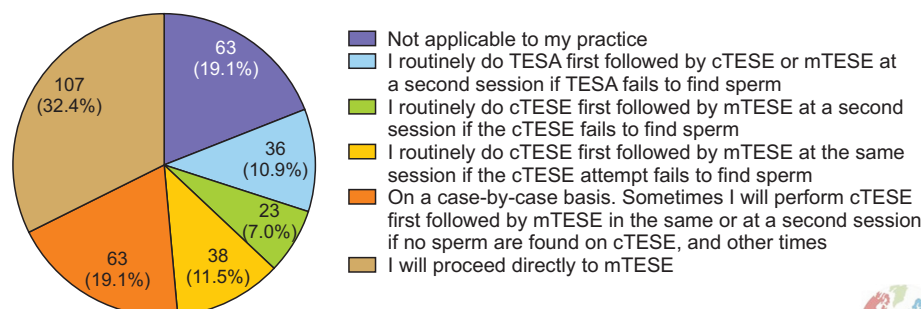 63
(19.1%)
36
(10.9%)
23
(7.0%)
38
(11.5%)
63
(19.1%)
107
(32.4%)
Not applicable to my practice
I routinely do TESA first followed by cTESE or mTESE at
a second session if TESA fails to find sperm
I routinely do cTESE first followed by mTESE at a second
session if the cTESE fails to find sperm
I routinely do cTESE first followed by mTESE at the same
session if the cTESE attempt fails to find sperm
On a case-by-case basis. Sometimes I will perform cTESE
first followed by mTESE in the same or at a second session
if no sperm are found on cTESE, and other times
I will proceed directly to mTESE